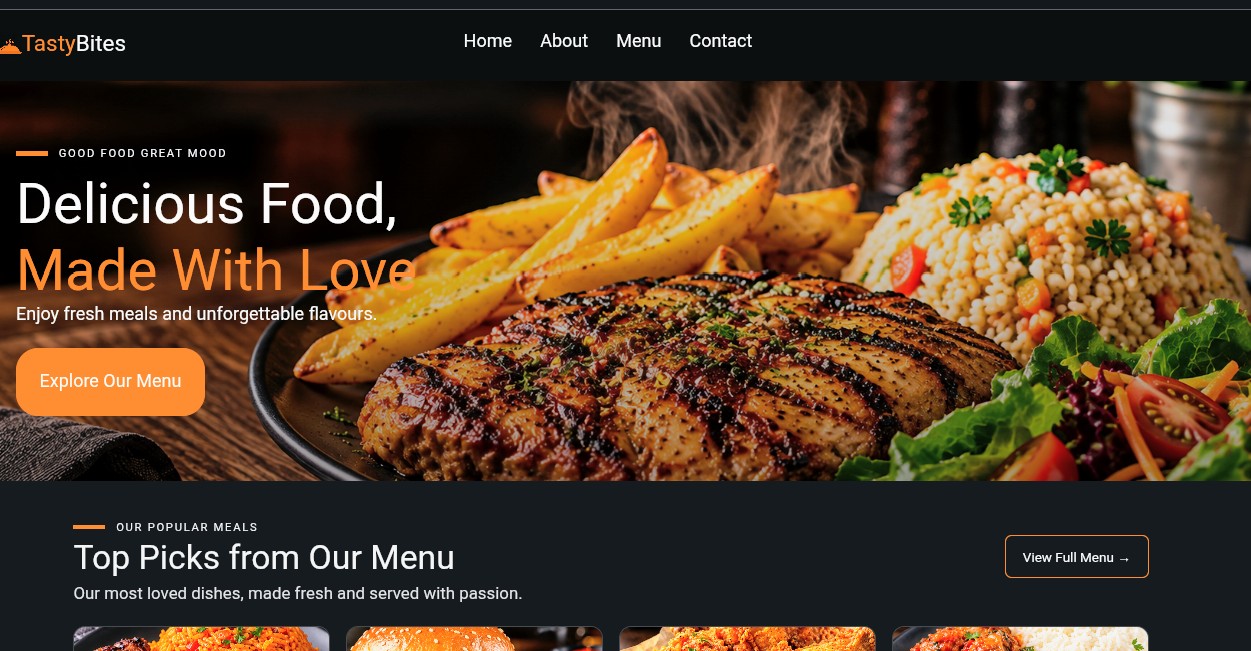 TastyBites
Home About Menu Contact
GOOD FOOD GREAT MOOD
Delicious Food,
Made With Love
Enjoy fresh meals and unforgettable flavours.
Explore Our Menu
OUR POPULAR MEALS
Top Picks from Our Menu
View Full Menu →
Our most loved dishes, made fresh and served with passion.